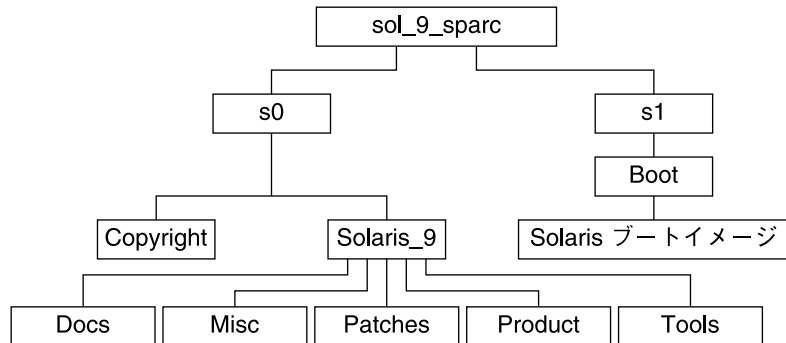 sol_9_sparc
s0
s1
Boot
Copyright
Solaris_9
Solaris ブートイメージ
Docs
Misc
Patches
Product
Tools